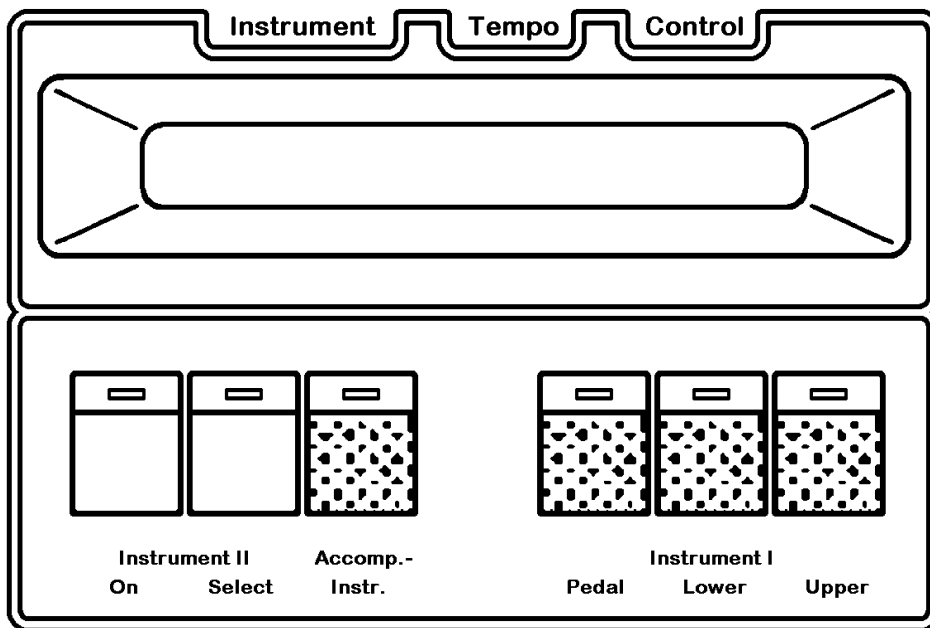 Instrument Tempo Control
Instrument II Accomp.- Instrument I
On Select Instr. Pedal Lower Upper